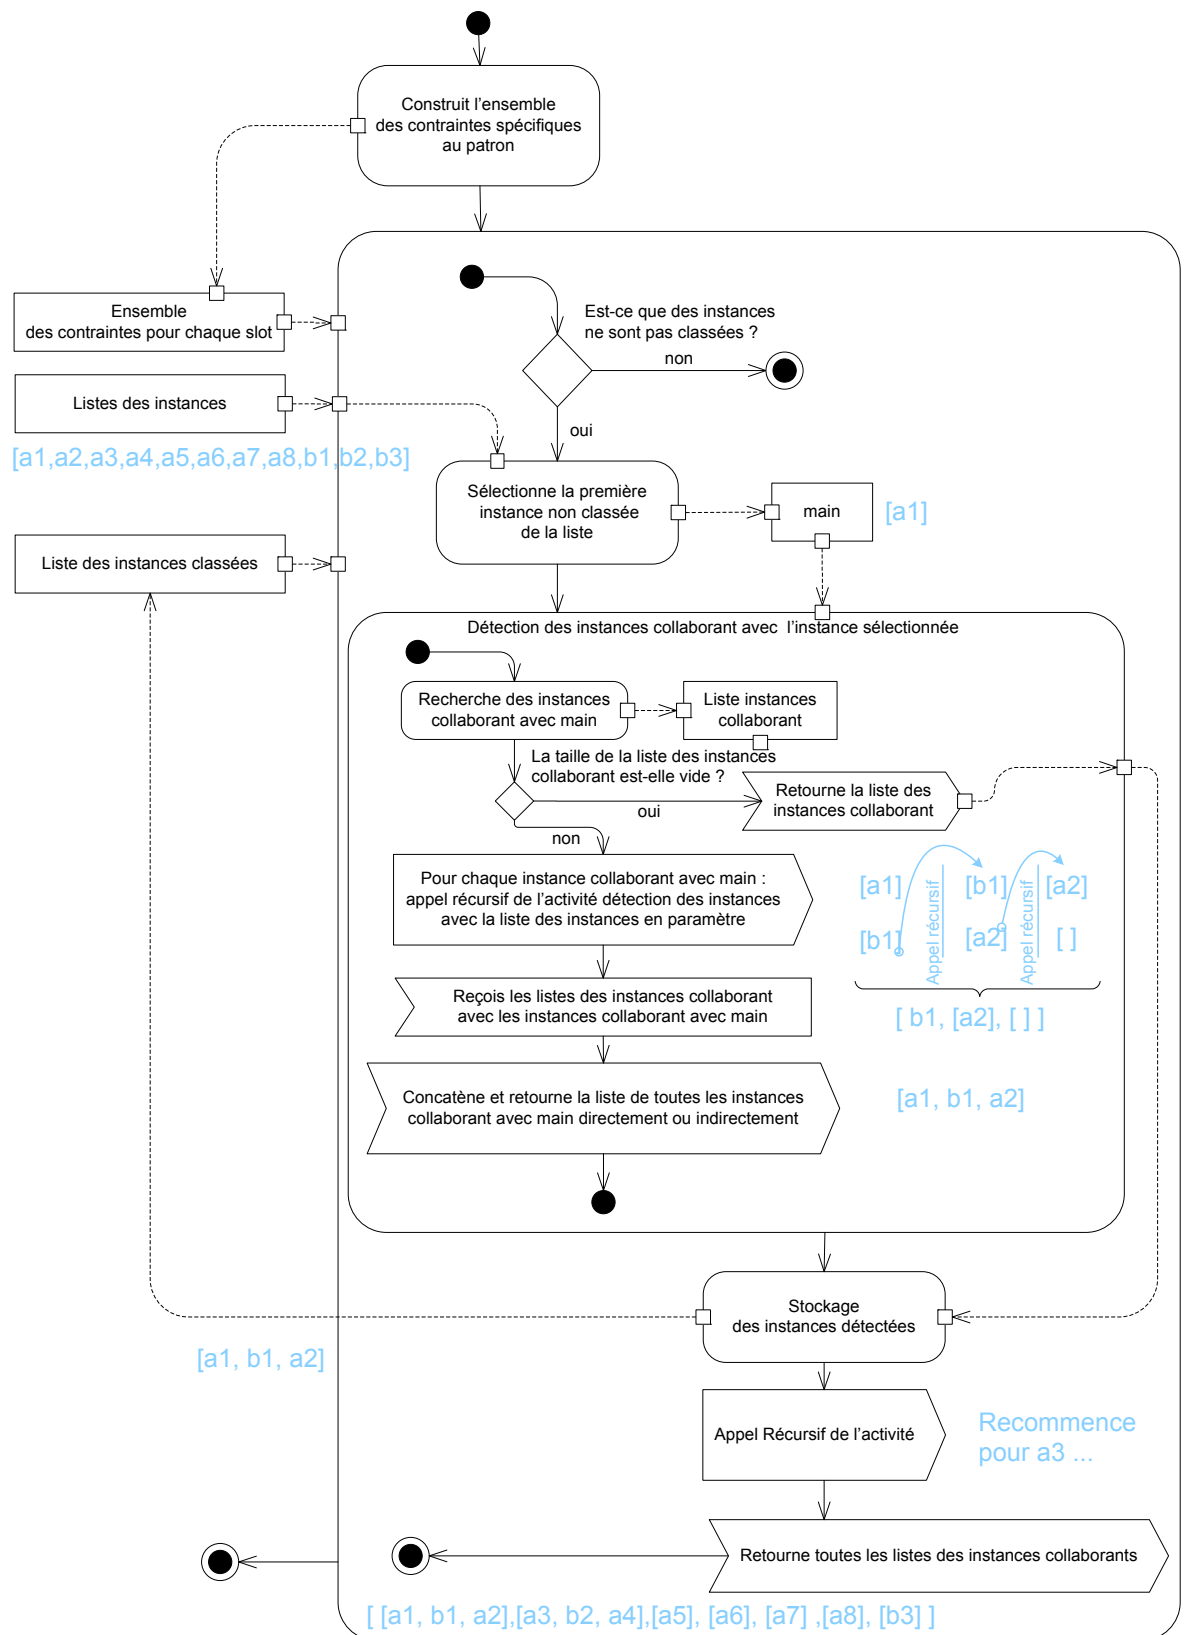 Construit l'ensemble
des contraintes spécifiques
au patron
Est-ce que des instances
ne sont pas classées ?
non
oui
Ensemble
des contraintes pour chaque slot
Listes des instances
[a1,a2,a3,a4,a5,a6,a7,a8,b1,b2,b3]
Sélectionne la première
instance non classée
de la liste
main
[a1]
Liste des instances classées
Détection des instances collaborant avec l'instance sélectionnée
Recherche des instances
collaborant avec main
Liste instances
collaborant
La taille de la liste des instances
collaborant est-elle vide ?
oui
non
Retourne la liste des
instances collaborant
Pour chaque instance collaborant avec main :
appel récursif de l'activité détection des instances
avec la liste des instances en paramètre
[a1]
[b1]
Appel récursif
[b1]
[a2]
Appel récursif
[a2]
[ ]
[ b1, [a2], [ ] ]
Reçois les listes des instances collaborant
avec les instances collaborant avec main
Concatène et retourne la liste de toutes les instances
collaborant avec main directement ou indirectement
[a1, b1, a2]
Stockage
des instances détectées
[a1, b1, a2]
Appel Récursif de l'activité
Recommence
pour a3 ...
Retourne toutes les listes des instances collaborants
[ [a1, b1, a2],[a3, b2, a4],[a5], [a6], [a7] ,[a8], [b3] ]